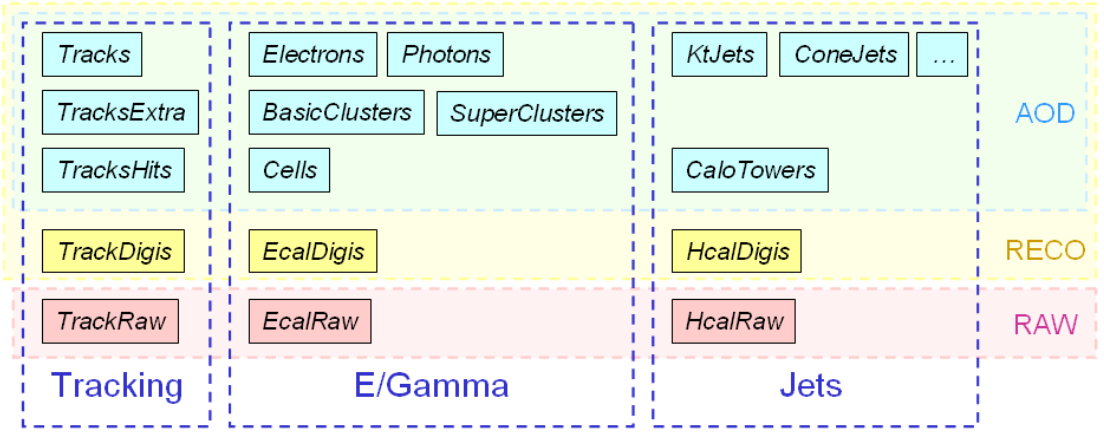 Tracks Electrons Photons KtJets ConeJets ...
TracksExtra BasicClusters SuperClusters AOD
TracksHits Cells CaloTowers
TrackDigis EcalDigis HcalDigis RECO
TrackRaw EcalRaw HcalRaw RAW
Tracking E/Gamma Jets